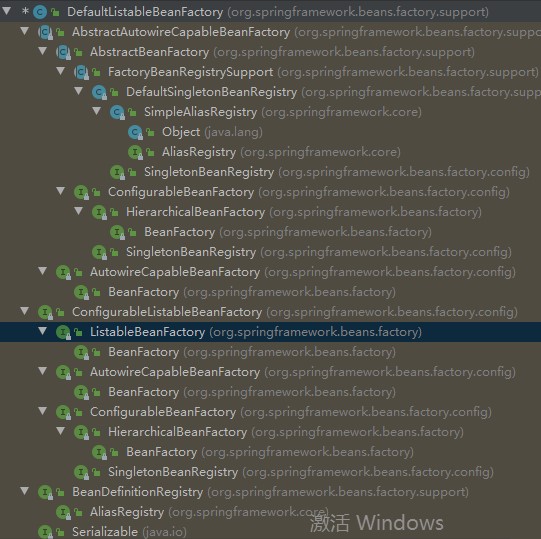 DefaultListableBeanFactory (org.springframework.beans.factory.support)
AbstractAutowireCapableBeanFactory (org.springframework.beans.factory.suppo
AbstractBeanFactory (org.springframework.beans.factory.support)
FactoryBeanRegistrySupport (org.springframework.beans.factory.support)
DefaultSingletonBeanRegistry (org.springframework.beans.factory.supp
SimpleAliasRegistry (org.springframework.core)
Object (java.lang)
AliasRegistry (org.springframework.core)
SingletonBeanRegistry (org.springframework.beans.factory.config)
ConfigurableBeanFactory (org.springframework.beans.factory.config)
HierarchicalBeanFactory (org.springframework.beans.factory)
BeanFactory (org.springframework.beans.factory)
SingletonBeanRegistry (org.springframework.beans.factory.config)
AutowireCapableBeanFactory (org.springframework.beans.factory.config)
BeanFactory (org.springframework.beans.factory)
ConfigurableListableBeanFactory (org.springframework.beans.factory.config)
ListableBeanFactory (org.springframework.beans.factory)
BeanFactory (org.springframework.beans.factory)
AutowireCapableBeanFactory (org.springframework.beans.factory.config)
BeanFactory (org.springframework.beans.factory)
ConfigurableBeanFactory (org.springframework.beans.factory.config)
HierarchicalBeanFactory (org.springframework.beans.factory)
BeanFactory (org.springframework.beans.factory)
SingletonBeanRegistry (org.springframework.beans.factory.config)
BeanDefinitionRegistry (org.springframework.beans.factory.support)
AliasRegistry (org.springframework.core)
Serializable (java.io)
激活 Windows